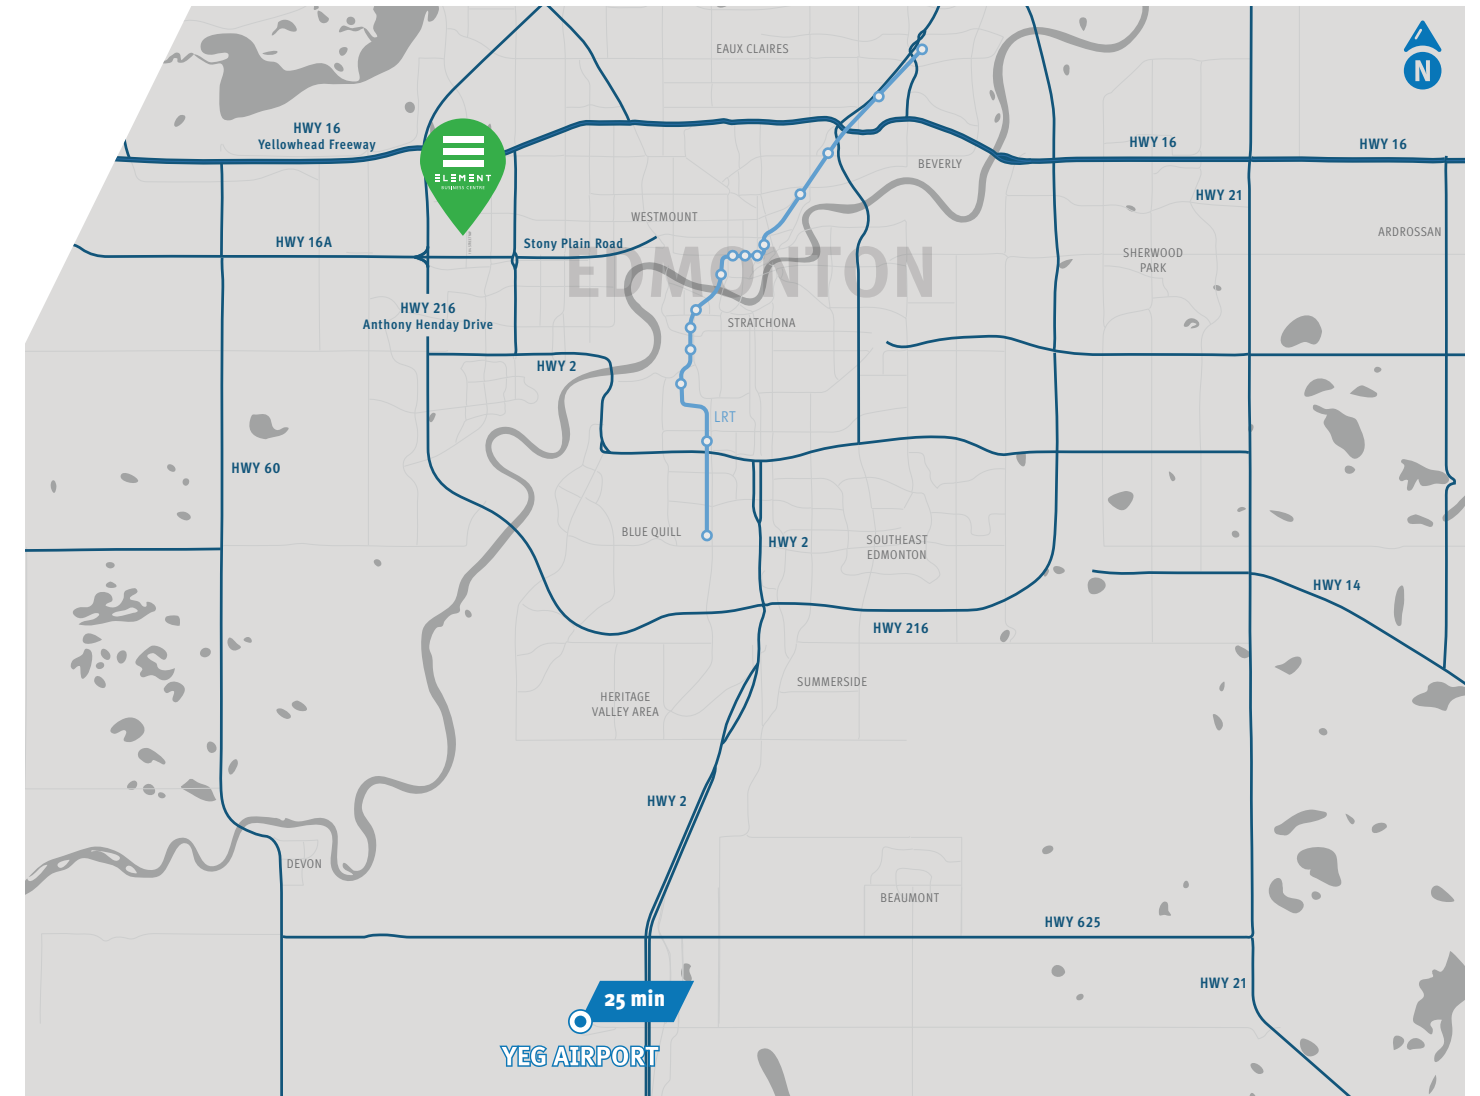 EAUX CLAIRES
N
HWY 16
Yellowhead Freeway
HWY 16
HWY 16
BEVERLY
ELEMENT
BUSINESS CENTRE
HWY 21
WESTMOUNT
ARDROSSAN
HWY 16A
Stony Plain Road
EDMONTON
SHERWOOD
PARK
HWY 216
Anthony Henday Drive
STRATCHONA
HWY 2
LRT
HWY 60
BLUE QUILL
HWY 2
SOUTHEAST
EDMONTON
HWY 14
HWY 216
SUMMERSIDE
HERITAGE
VALLEY AREA
HWY 2
DEVON
BEAUMONT
HWY 625
HWY 21
25 min
YEG AIRPORT